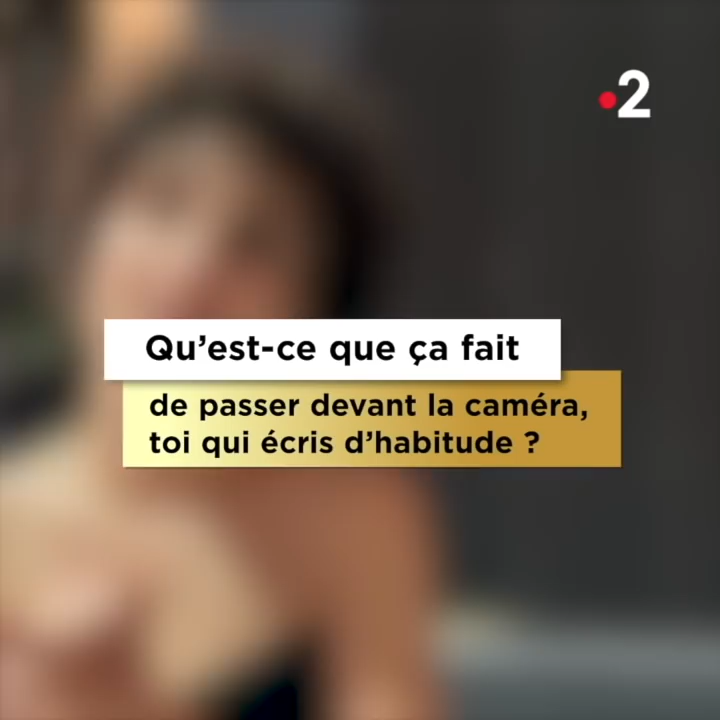 2
Qu’est-ce que ça fait
de passer devant la caméra,
toi qui écris d’habitude ?